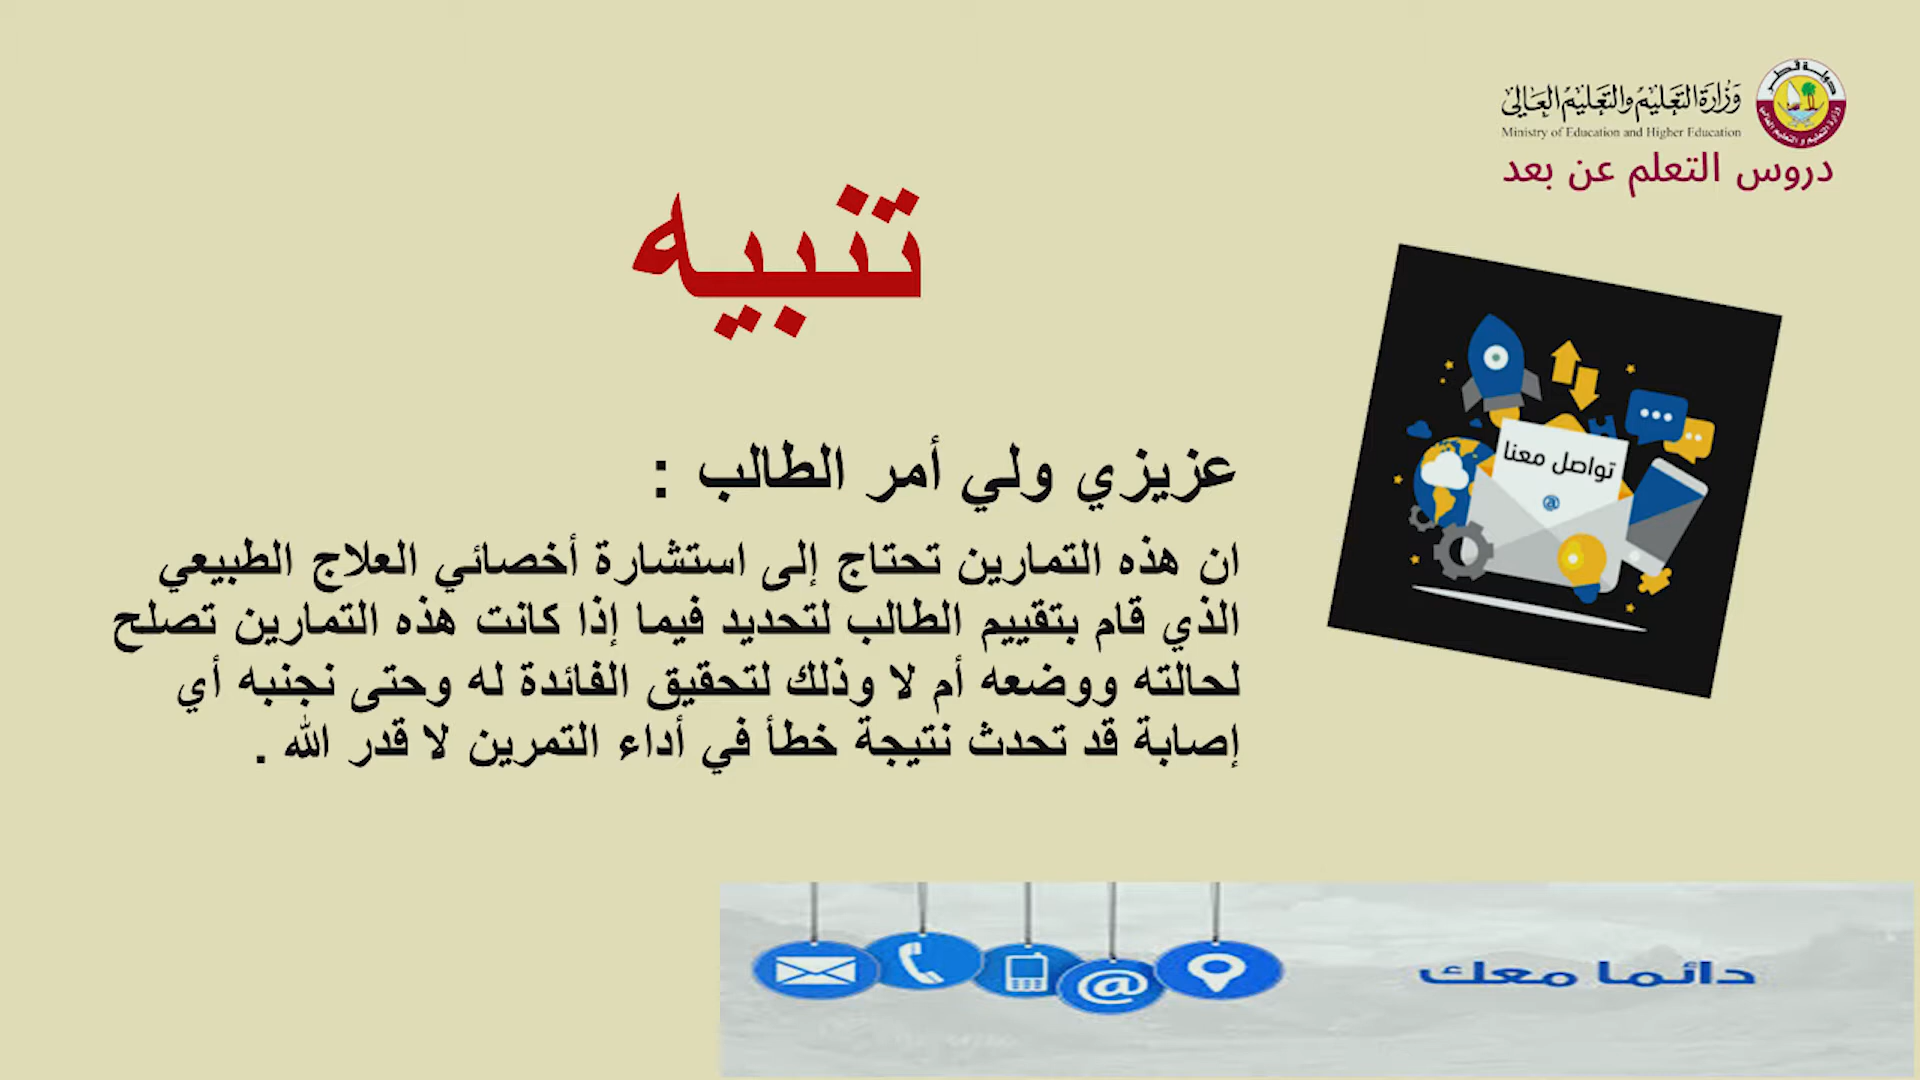 وزارة التعليم والتعليم العالي
Ministry of Education and Higher Education
دروس التعلم عن بعد
تنبيه
عزيزي ولي أمر الطالب :
ان هذه التمارين تحتاج إلى استشارة أخصائي العلاج الطبيعي
الذي قام بتقييم الطالب لتحديد فيما إذا كانت هذه التمارين تصلح
لحالته ووضعه أم لا وذلك لتحقيق الفائدة له وحتى نجنبه أي
إصابة قد تحدث نتيجة خطأ في أداء التمرين لا قدر الله .
تواصل معنا
@
دائما معك
@